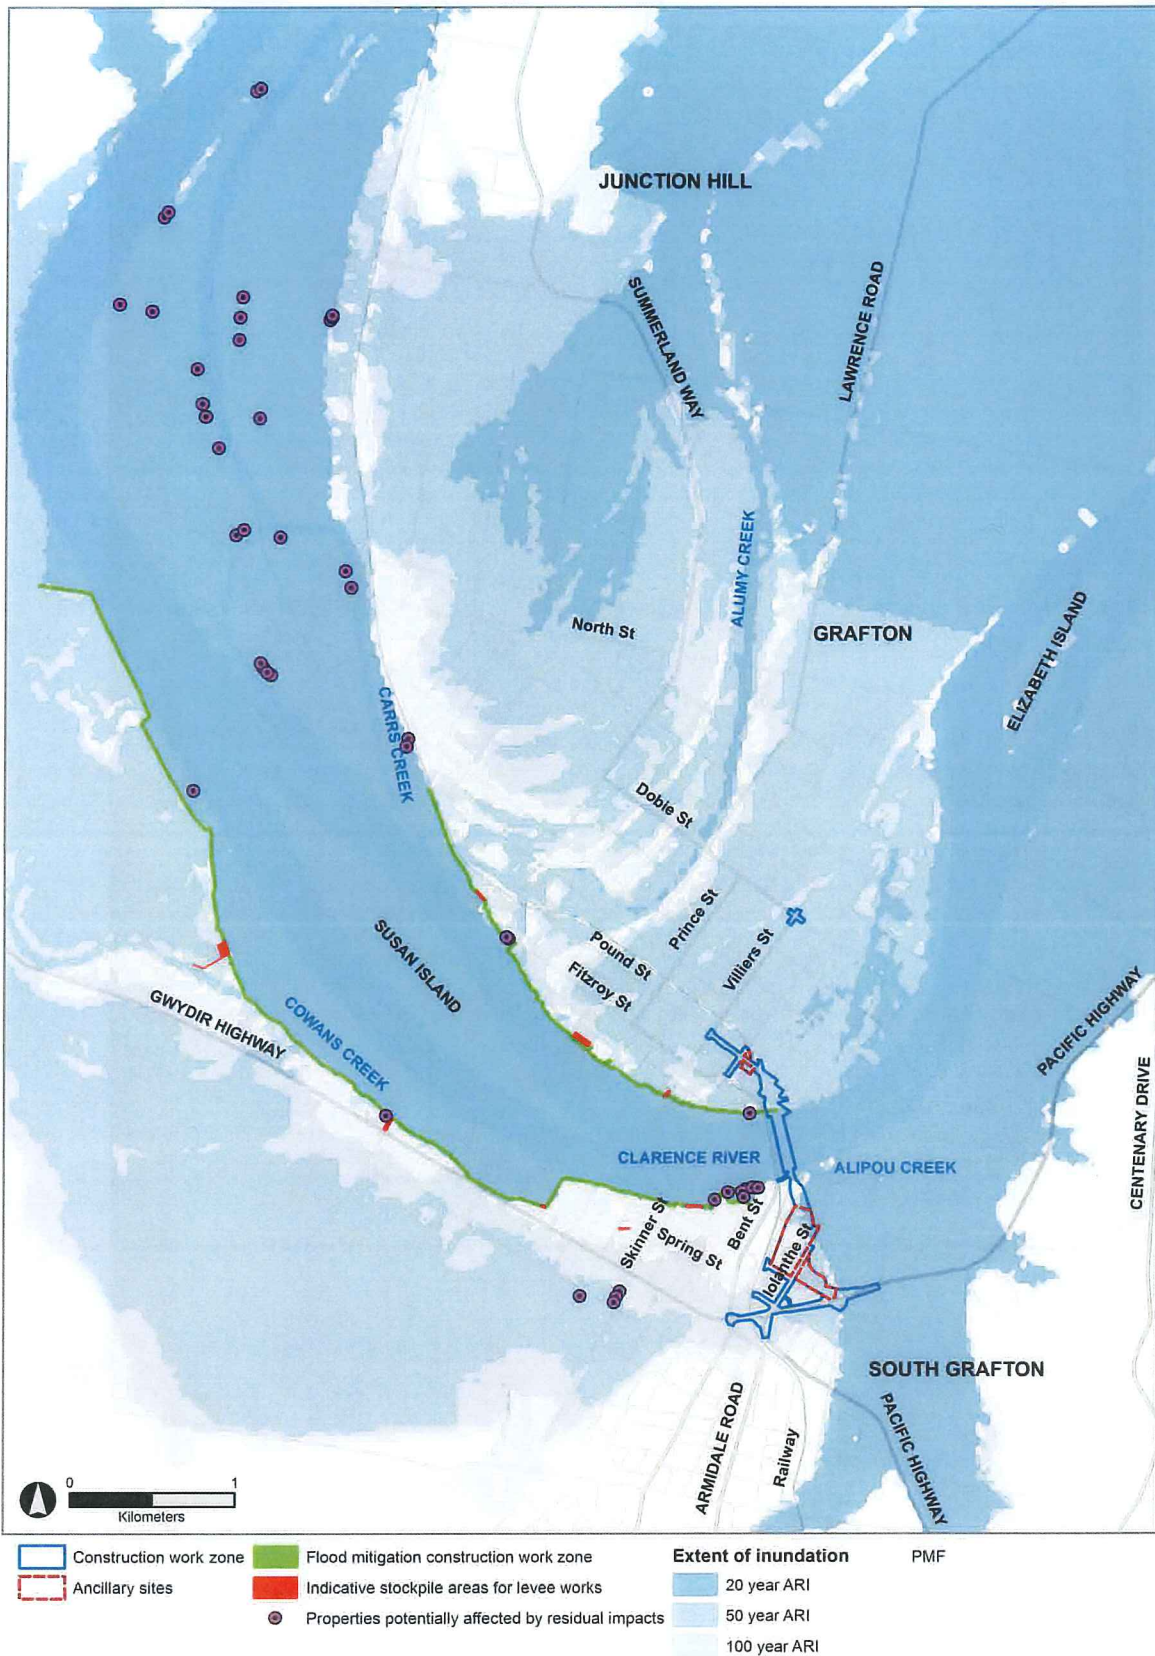 JUNCTION HILL
SUMMERLAND WAY
LAWRENCE ROAD
ALUMY CREEK
North St
GRAFTON
ELIZABETH ISLAND
CARRS CREEK
Dobie St
Prince St
Villiers St
Pound St
Fitzroy St
SUSAN ISLAND
GWYDIR HIGHWAY
COWANS CREEK
PACIFIC HIGHWAY
CENTENARY DRIVE
CLARENCE RIVER
ALIPOU CREEK
Skinner St
Spring St
Bent St
Iolanthe St
SOUTH GRAFTON
ARMIDALE ROAD
Railway
PACIFIC HIGHWAY
0 1
Kilometers
Construction work zone
Ancillary sites
Flood mitigation construction work zone
Indicative stockpile areas for levee works
Properties potentially affected by residual impacts
Extent of inundation
20 year ARI
50 year ARI
100 year ARI
PMF